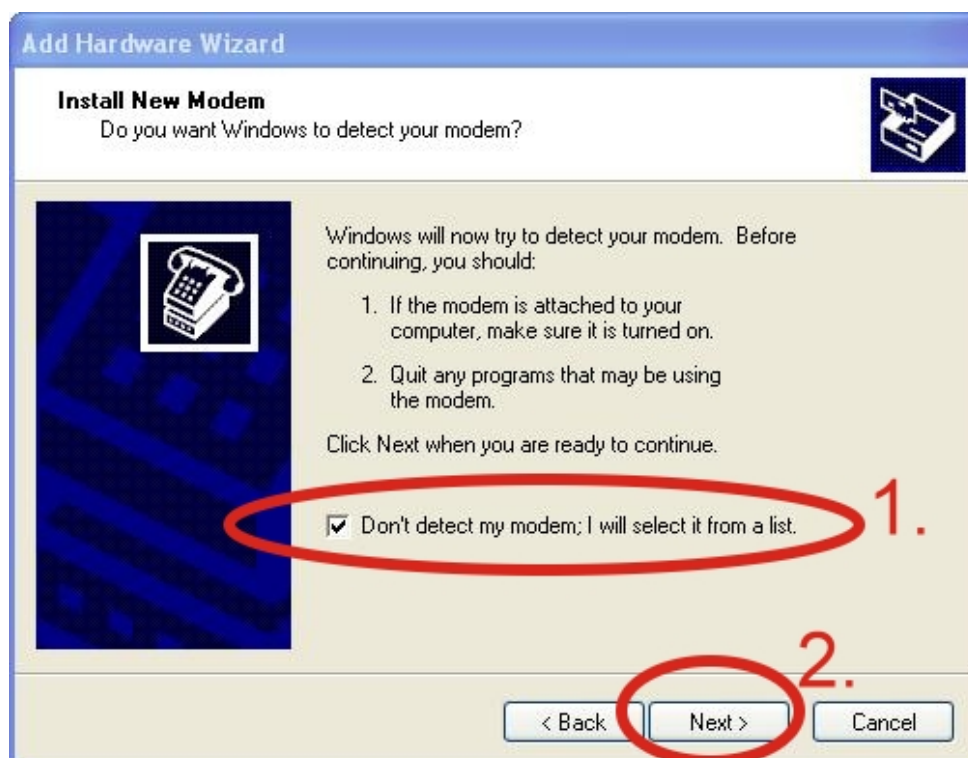 Add Hardware Wizard
Install New Modem
Do you want Windows to detect your modem?
Windows will now try to detect your modem. Before
continuing, you should:
1. If the modem is attached to your
computer, make sure it is turned on.
2. Quit any programs that may be using
the modem.
Click Next when you are ready to continue.
Don't detect my modem; I will select it from a list.
1.
2.
< Back Next > Cancel